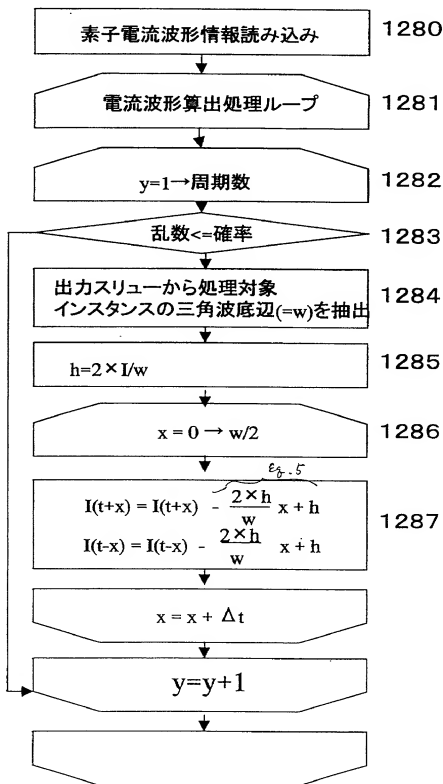 素子電流波形情報読み込み 1280
電流波形算出処理ループ 1281
y=1→周期数 1282
乱数<=確率 1283
出力スリューから処理対象 1284
インスタンスの三角波底辺(=w)を抽出
h=2×I/w 1285
x = 0 → w/2 1286
Eq. 5
I(t+x) = I(t+x) - 2×h/w x + h 1287
I(t-x) = I(t-x) - 2×h/w x + h
x = x + Δt
y=y+1